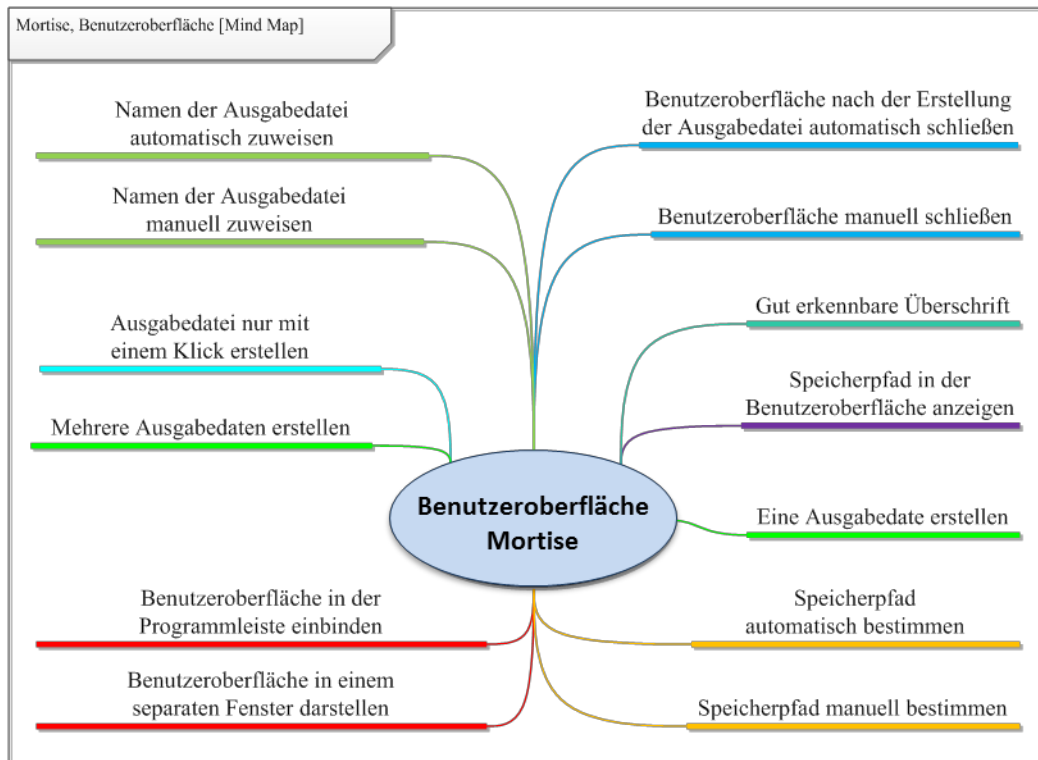 Mortise, Benutzeroberfläche [Mind Map]
Namen der Ausgabedatei
automatisch zuweisen
Namen der Ausgabedatei
manuell zuweisen
Ausgabedatei nur mit
einem Klick erstellen
Mehrere Ausgabedaten erstellen
Benutzeroberfläche in der
Programmleiste einbinden
Benutzeroberfläche in einem
separaten Fenster darstellen
Benutzeroberfläche
Mortise
Benutzeroberfläche nach der Erstellung
der Ausgabedatei automatisch schließen
Benutzeroberfläche manuell schließen
Gut erkennbare Überschrift
Speicherpfad in der
Benutzeroberfläche anzeigen
Eine Ausgabedate erstellen
Speicherpfad
automatisch bestimmen
Speicherpfad manuell bestimmen